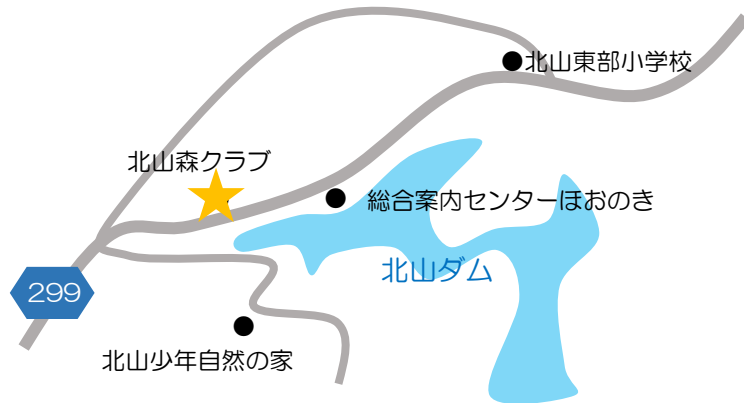 北山東部小学校
北山森クラブ
総合案内センターほおのき
北山ダム
299
北山少年自然の家